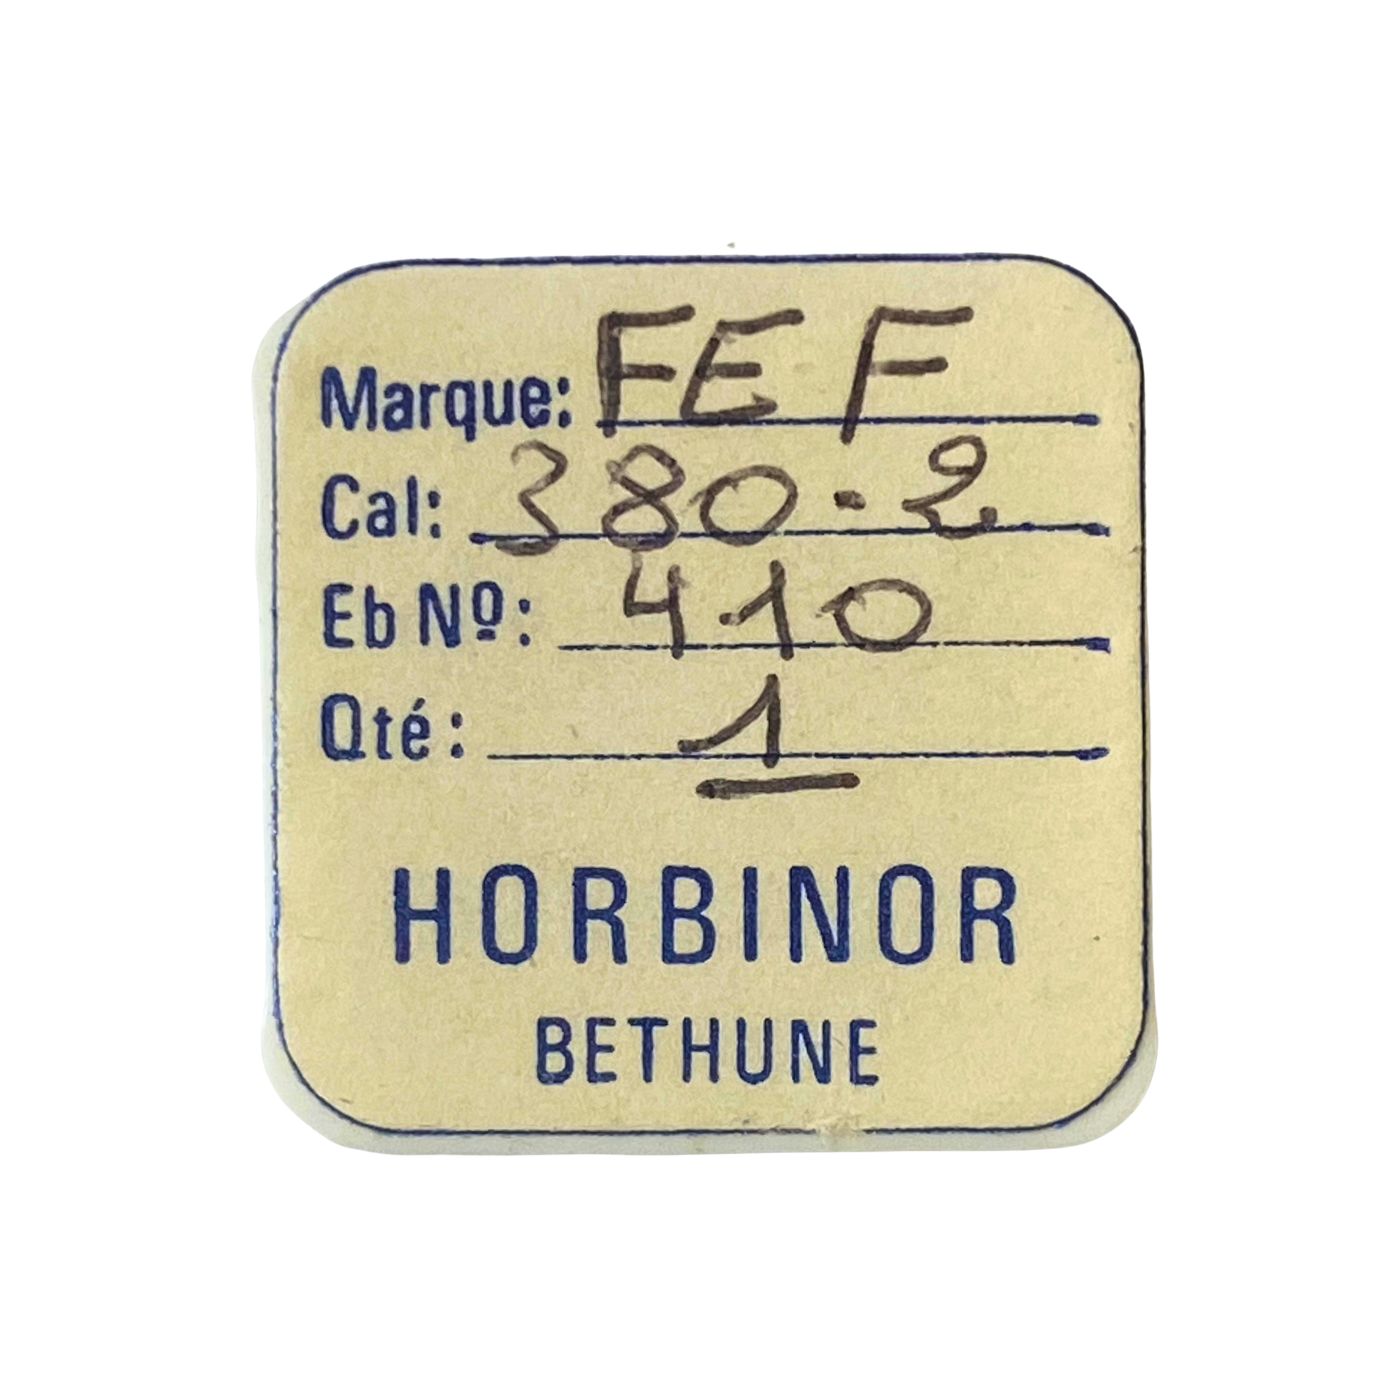 Marque: FEF
Cal: 380-2
Eb Nº: 410
Qté: 1
HORBINOR
BETHUNE